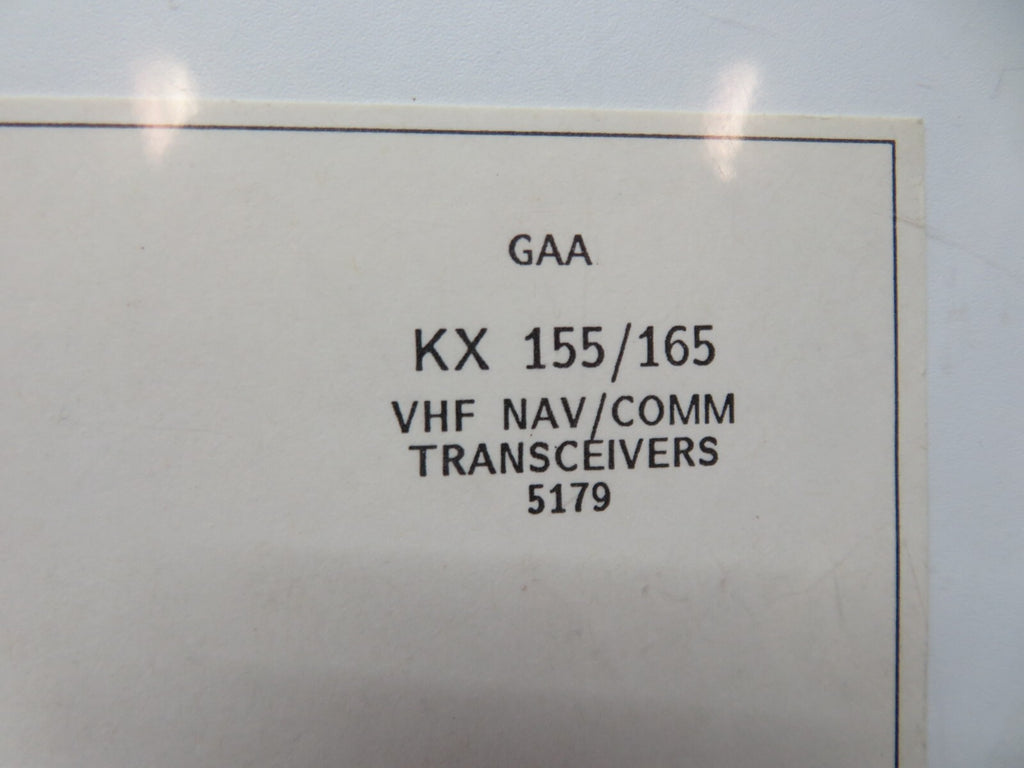 GAA
KX 155/165
VHF NAV/COMM
TRANSCEIVERS
5179